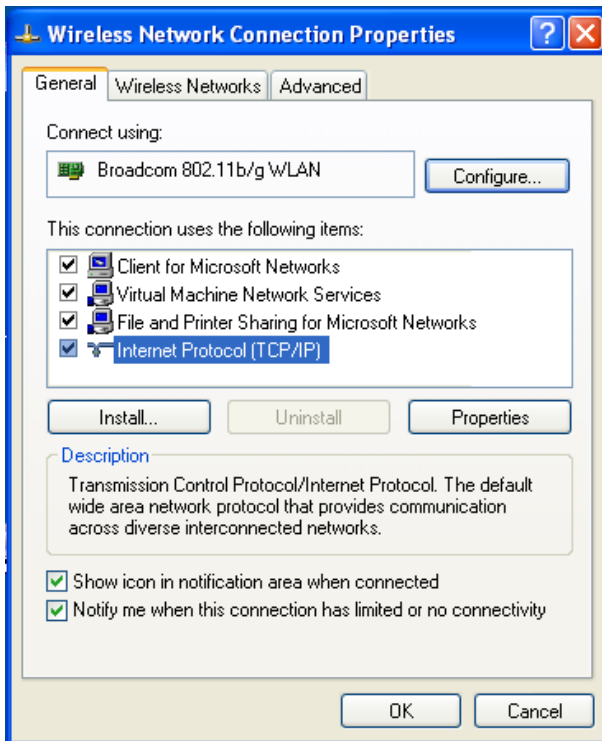 Wireless Network Connection Properties
General Wireless Networks Advanced
Connect using:
Broadcom 802.11b/g WLAN Configure...
This connection uses the following items:
Client for Microsoft Networks
Virtual Machine Network Services
File and Printer Sharing for Microsoft Networks
Internet Protocol (TCP/IP)
Install... Uninstall Properties
Description
Transmission Control Protocol/Internet Protocol. The default
wide area network protocol that provides communication
across diverse interconnected networks.
Show icon in notification area when connected
Notify me when this connection has limited or no connectivity
OK Cancel